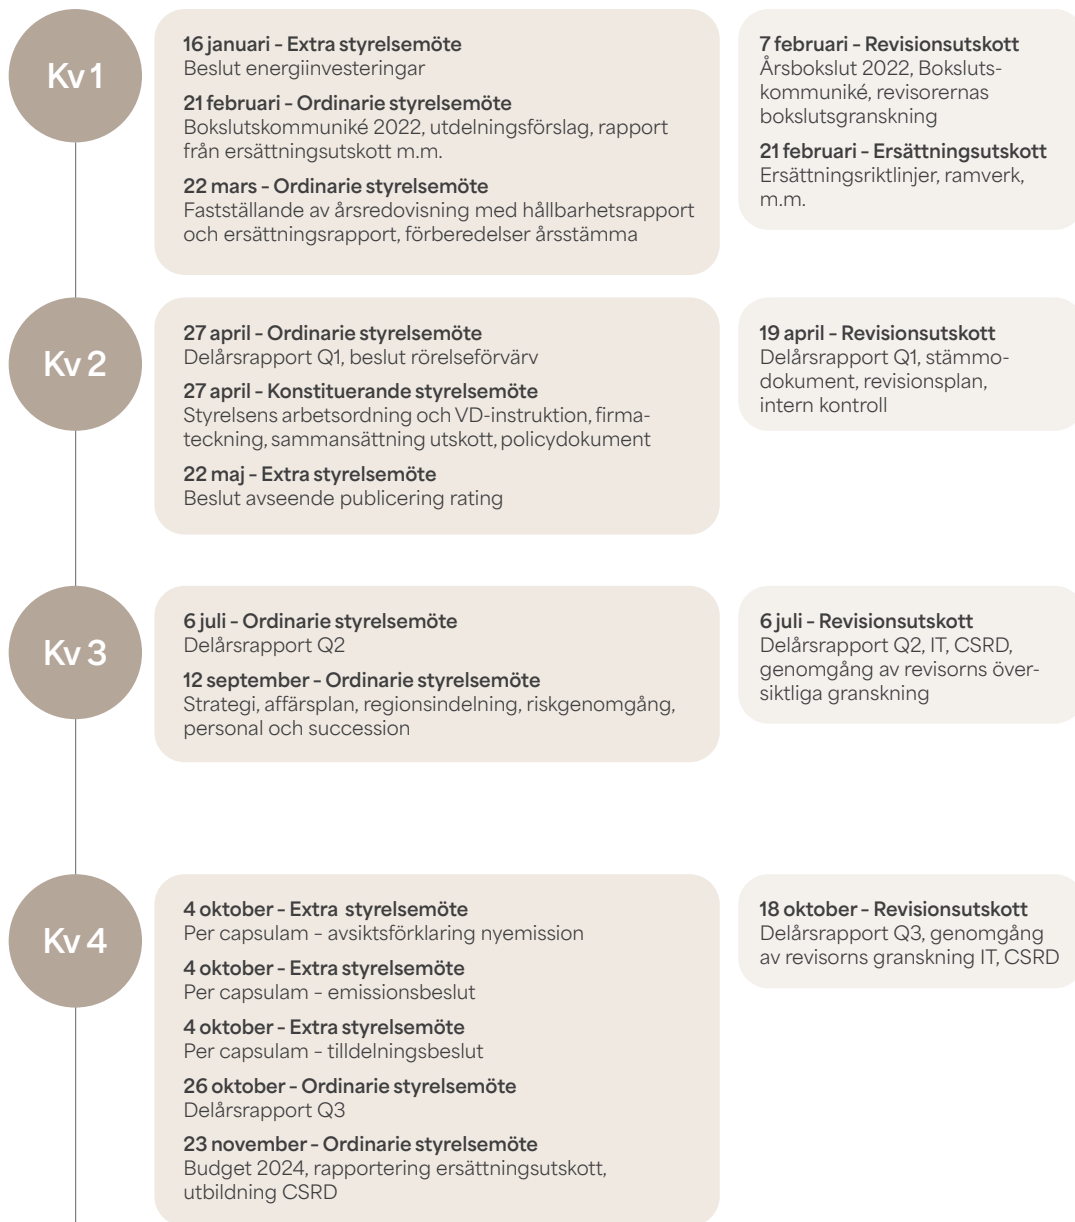 Kv 1
16 januari – Extra styrelsemöte
Beslut energiinvesteringar
21 februari – Ordinarie styrelsemöte
Bokslutskommuniké 2022, utdelningsförslag, rapport
från ersättningsutskott m.m.
22 mars – Ordinarie styrelsemöte
Fastställande av årsredovisning med hållbarhetsrapport
och ersättningsrapport, förberedelser årsstämma
7 februari – Revisionsutskott
Årsbokslut 2022, Boksluts-
kommuniké, revisorernas
bokslutsgranskning
21 februari – Ersättningsutskott
Ersättningsriktlinjer, ramverk,
m.m.
Kv 2
27 april – Ordinarie styrelsemöte
Delårsrapport Q1, beslut rörelseförvärv
27 april – Konstituerande styrelsemöte
Styrelsens arbetsordning och VD-instruktion, firma-
teckning, sammansättning utskott, policydokument
22 maj – Extra styrelsemöte
Beslut avseende publicering rating
19 april – Revisionsutskott
Delårsrapport Q1, stämmo-
dokument, revisionsplan,
intern kontroll
Kv 3
6 juli – Ordinarie styrelsemöte
Delårsrapport Q2
12 september – Ordinarie styrelsemöte
Strategi, affärsplan, regionsindelning, riskgenomgång,
personal och succession
6 juli – Revisionsutskott
Delårsrapport Q2, IT, CSRD,
genomgång av revisorns över-
siktliga granskning
Kv 4
4 oktober – Extra styrelsemöte
Per capsulam – avsiktsförklaring nyemission
4 oktober – Extra styrelsemöte
Per capsulam – emissionsbeslut
4 oktober – Extra styrelsemöte
Per capsulam – tilldelningsbeslut
26 oktober – Ordinarie styrelsemöte
Delårsrapport Q3
23 november – Ordinarie styrelsemöte
Budget 2024, rapportering ersättningsutskott,
utbildning CSRD
18 oktober – Revisionsutskott
Delårsrapport Q3, genomgång
av revisorns granskning IT, CSRD